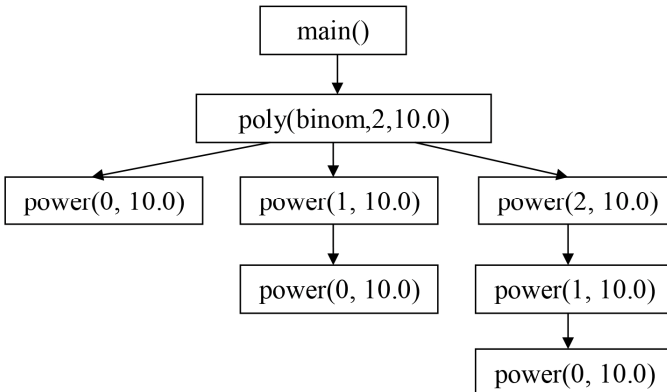 main()
poly(binom,2,10.0)
power(0, 10.0)
power(1, 10.0)
power(2, 10.0)
power(0, 10.0)
power(1, 10.0)
power(0, 10.0)